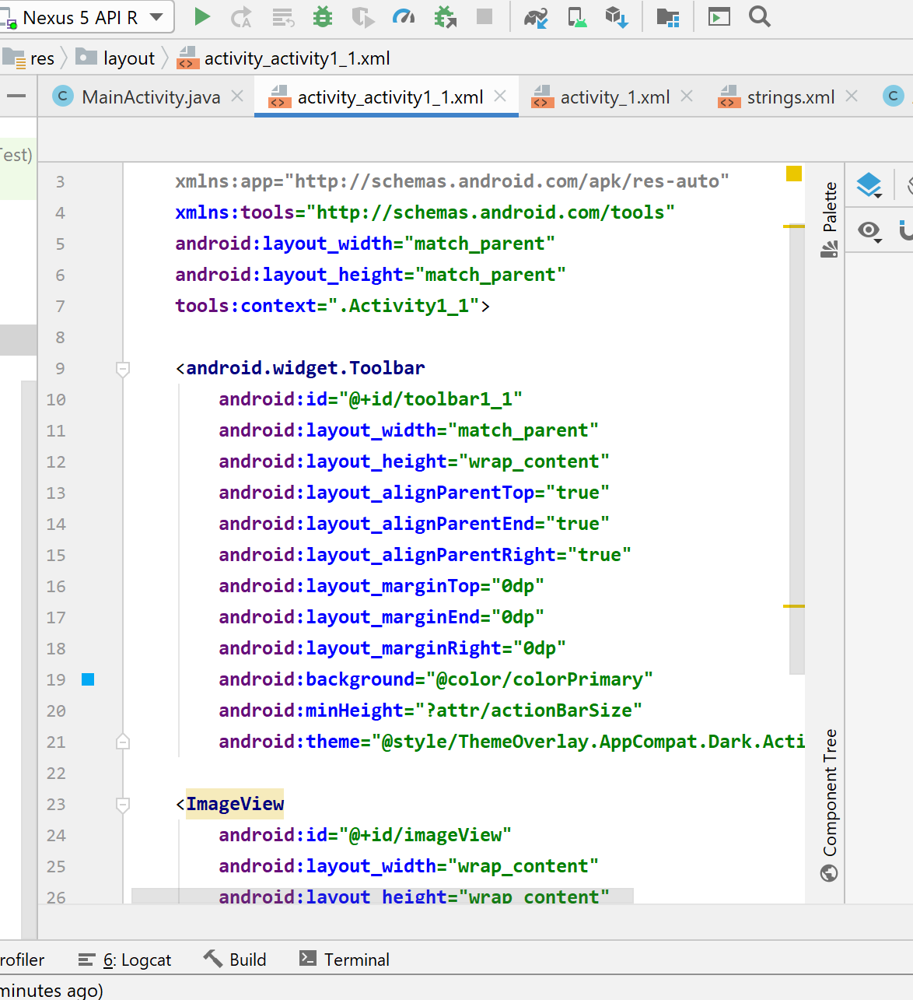 Nexus 5 API R
res layout activity_activity1_1.xml
MainActivity.java activity_activity1_1.xml activity_1.xml strings.xml
Test)
3 xmlns:app="http://schemas.android.com/apk/res-auto"
4 xmlns:tools="http://schemas.android.com/tools"
5 android:layout_width="match_parent"
6 android:layout_height="match_parent"
7 tools:context=".Activity1_1">
8
9 <android.widget.Toolbar
10 android:id="@+id/toolbar1_1"
11 android:layout_width="match_parent"
12 android:layout_height="wrap_content"
13 android:layout_alignParentTop="true"
14 android:layout_alignParentEnd="true"
15 android:layout_alignParentRight="true"
16 android:layout_marginTop="0dp"
17 android:layout_marginEnd="0dp"
18 android:layout_marginRight="0dp"
19 android:background="@color/colorPrimary"
20 android:minHeight="?attr/actionBarSize"
21 android:theme="@style/ThemeOverlay.AppCompat.Dark.Acti
22
23 <ImageView
24 android:id="@+id/imageView"
25 android:layout_width="wrap_content"
26 android:layout_height="wrap_content"
Palette
Component Tree
rofiler 6: Logcat Build Terminal
minutes ago)